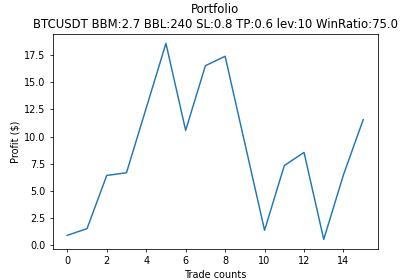 Portfolio
BTCUSDT BBM:2.7 BBL:240 SL:0.8 TP:0.6 lev:10 WinRatio:75.0
17.5
15.0
12.5
10.0
7.5
5.0
2.5
0.0
Profit ($)
0 2 4 6 8 10 12 14
Trade counts